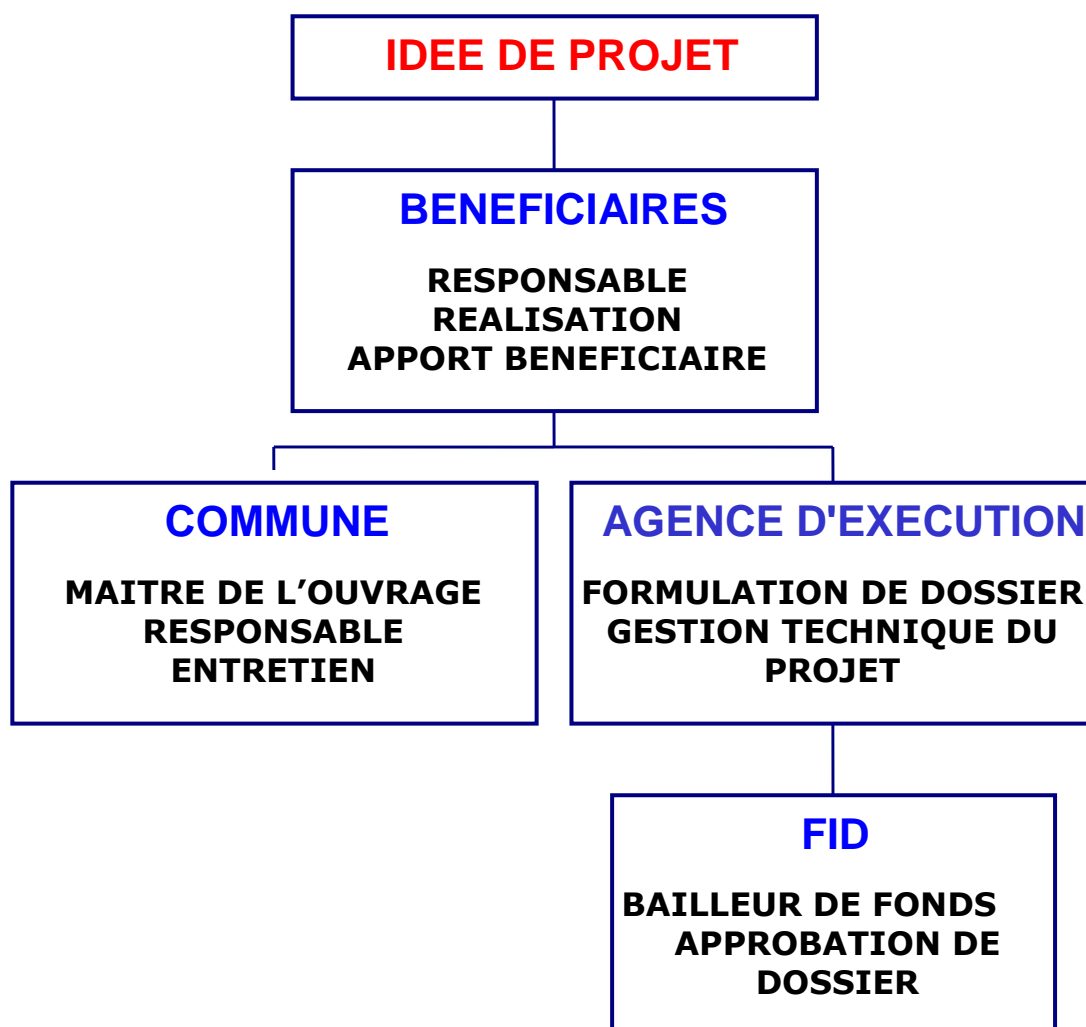 IDEE DE PROJET
BENEFICIAIRES
RESPONSABLE
REALISATION
APPORT BENEFICIAIRE
COMMUNE
MAITRE DE L’OUVRAGE
RESPONSABLE
ENTRETIEN
AGENCE D'EXECUTION
FORMULATION DE DOSSIER
GESTION TECHNIQUE DU
PROJET
FID
BAILLEUR DE FONDS
APPROBATION DE
DOSSIER